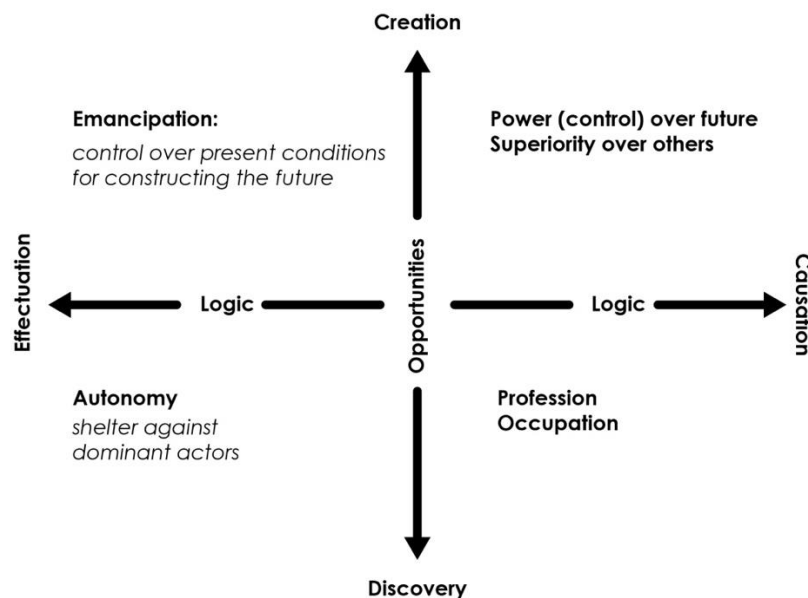 Creation
Emancipation:
control over present conditions
for constructing the future
Power (control) over future
Superiority over others
Effectuation
Logic
Opportunities
Logic
Causation
Autonomy
shelter against
dominant actors
Profession
Occupation
Discovery